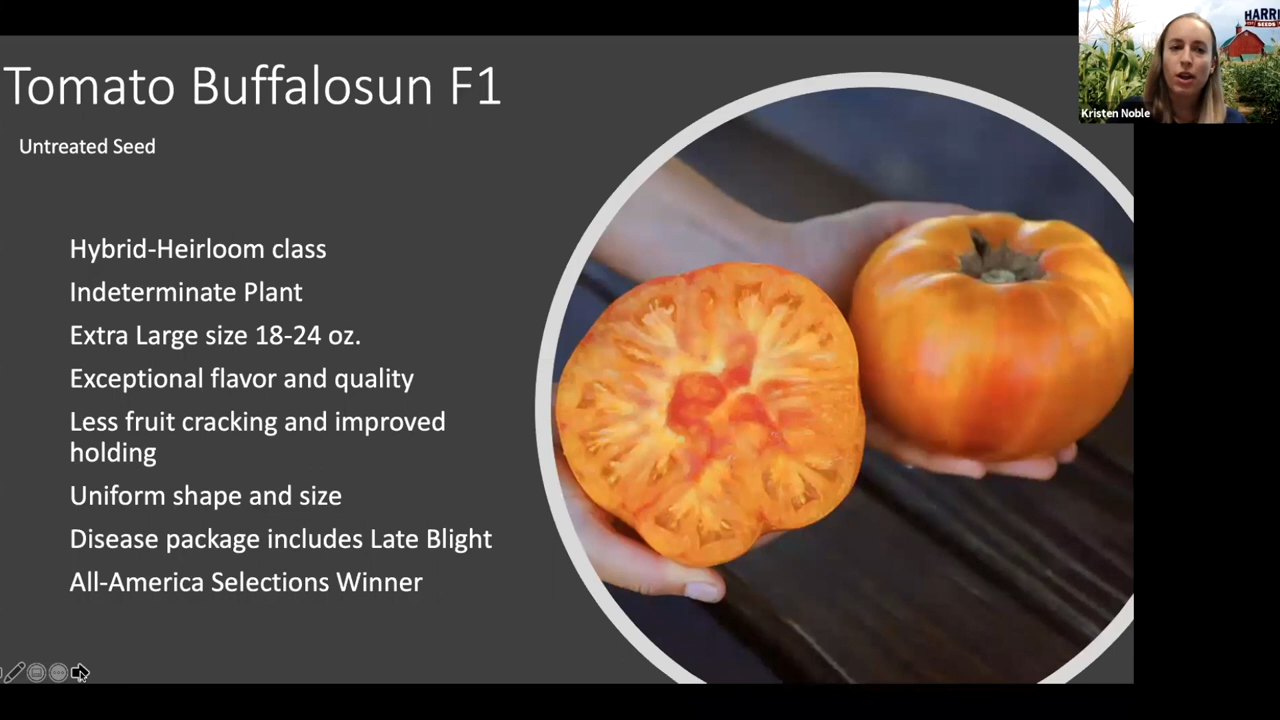 Tomato Buffalosun F1
Untreated Seed
Hybrid-Heirloom class
Indeterminate Plant
Extra Large size 18-24 oz.
Exceptional flavor and quality
Less fruit cracking and improved
holding
Uniform shape and size
Disease package includes Late Blight
All-America Selections Winner
HARRI
SEEDS
Kristen Noble